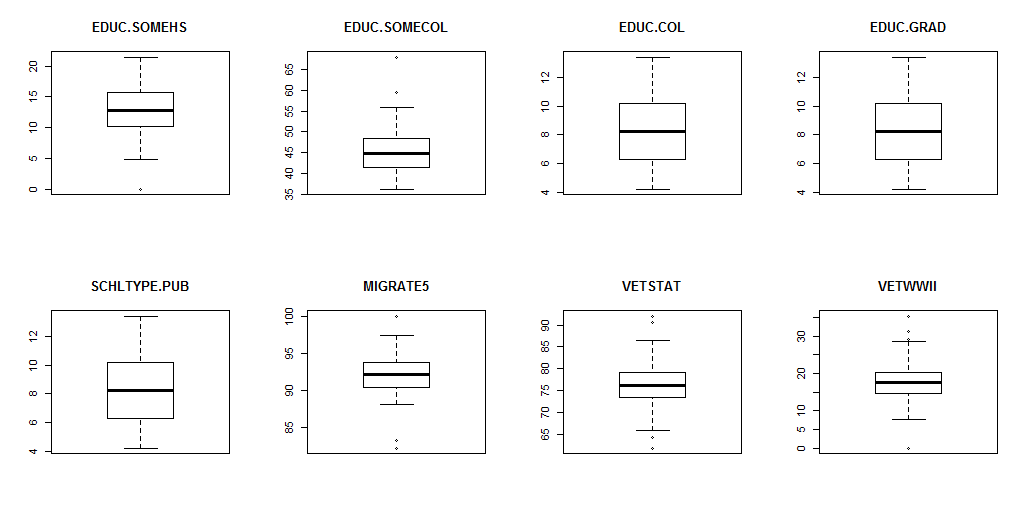 EDUC.SOMEHS EDUC.SOMECOL EDUC.COL EDUC.GRAD
0 5 10 15 20
35 40 45 50 55 60 65
4 6 8 10 12
4 6 8 10 12
SCHLTYPE.PUB MIGRATE5 VETSTAT VETWWII
4 6 8 10 12
85 90 95 100
65 70 75 80 85 90
0 5 10 20 30